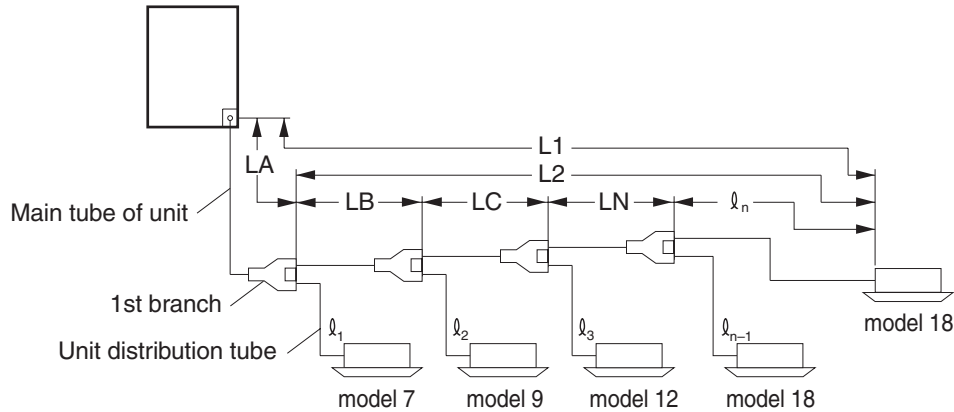 L1
LA
L2
LB LC LN ℓn
Main tube of unit
1st branch
model 18
Unit distribution tube
ℓ1 ℓ2 ℓ3 ℓn–1
model 7 model 9 model 12 model 18